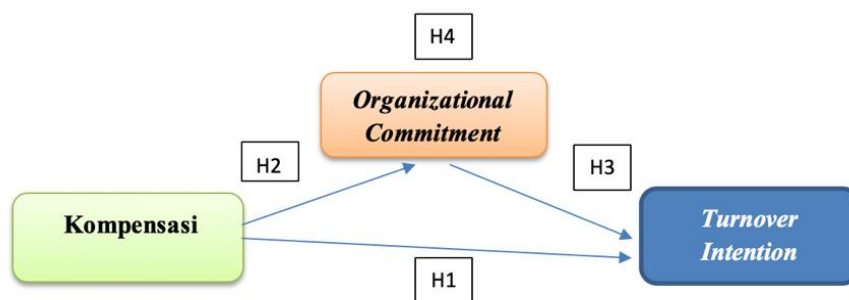 H4
Organizational
Commitment
H2
H3
Kompensasi
Turnover
Intention
H1